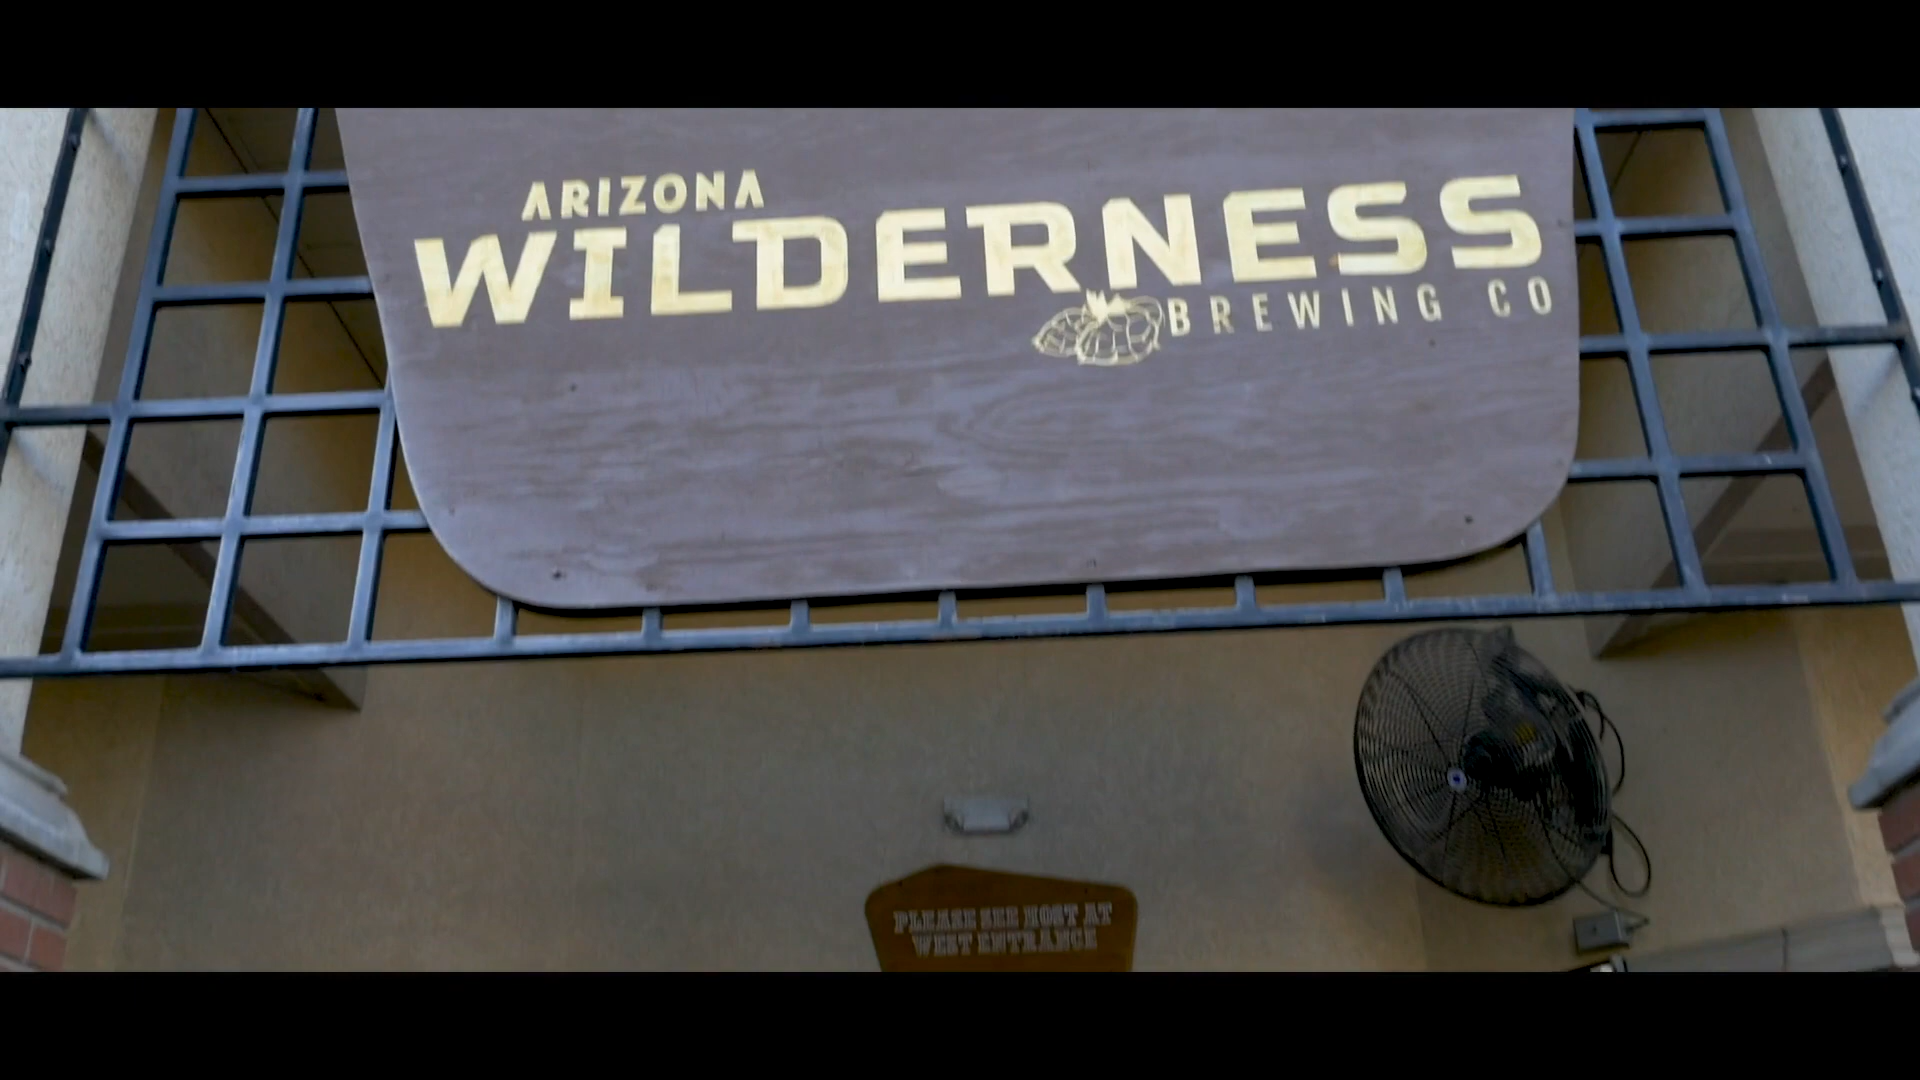 ARIZONA
WILDERNESS
BREWING CO
PLEASE SEE HOST AT
WEST ENTRANCE